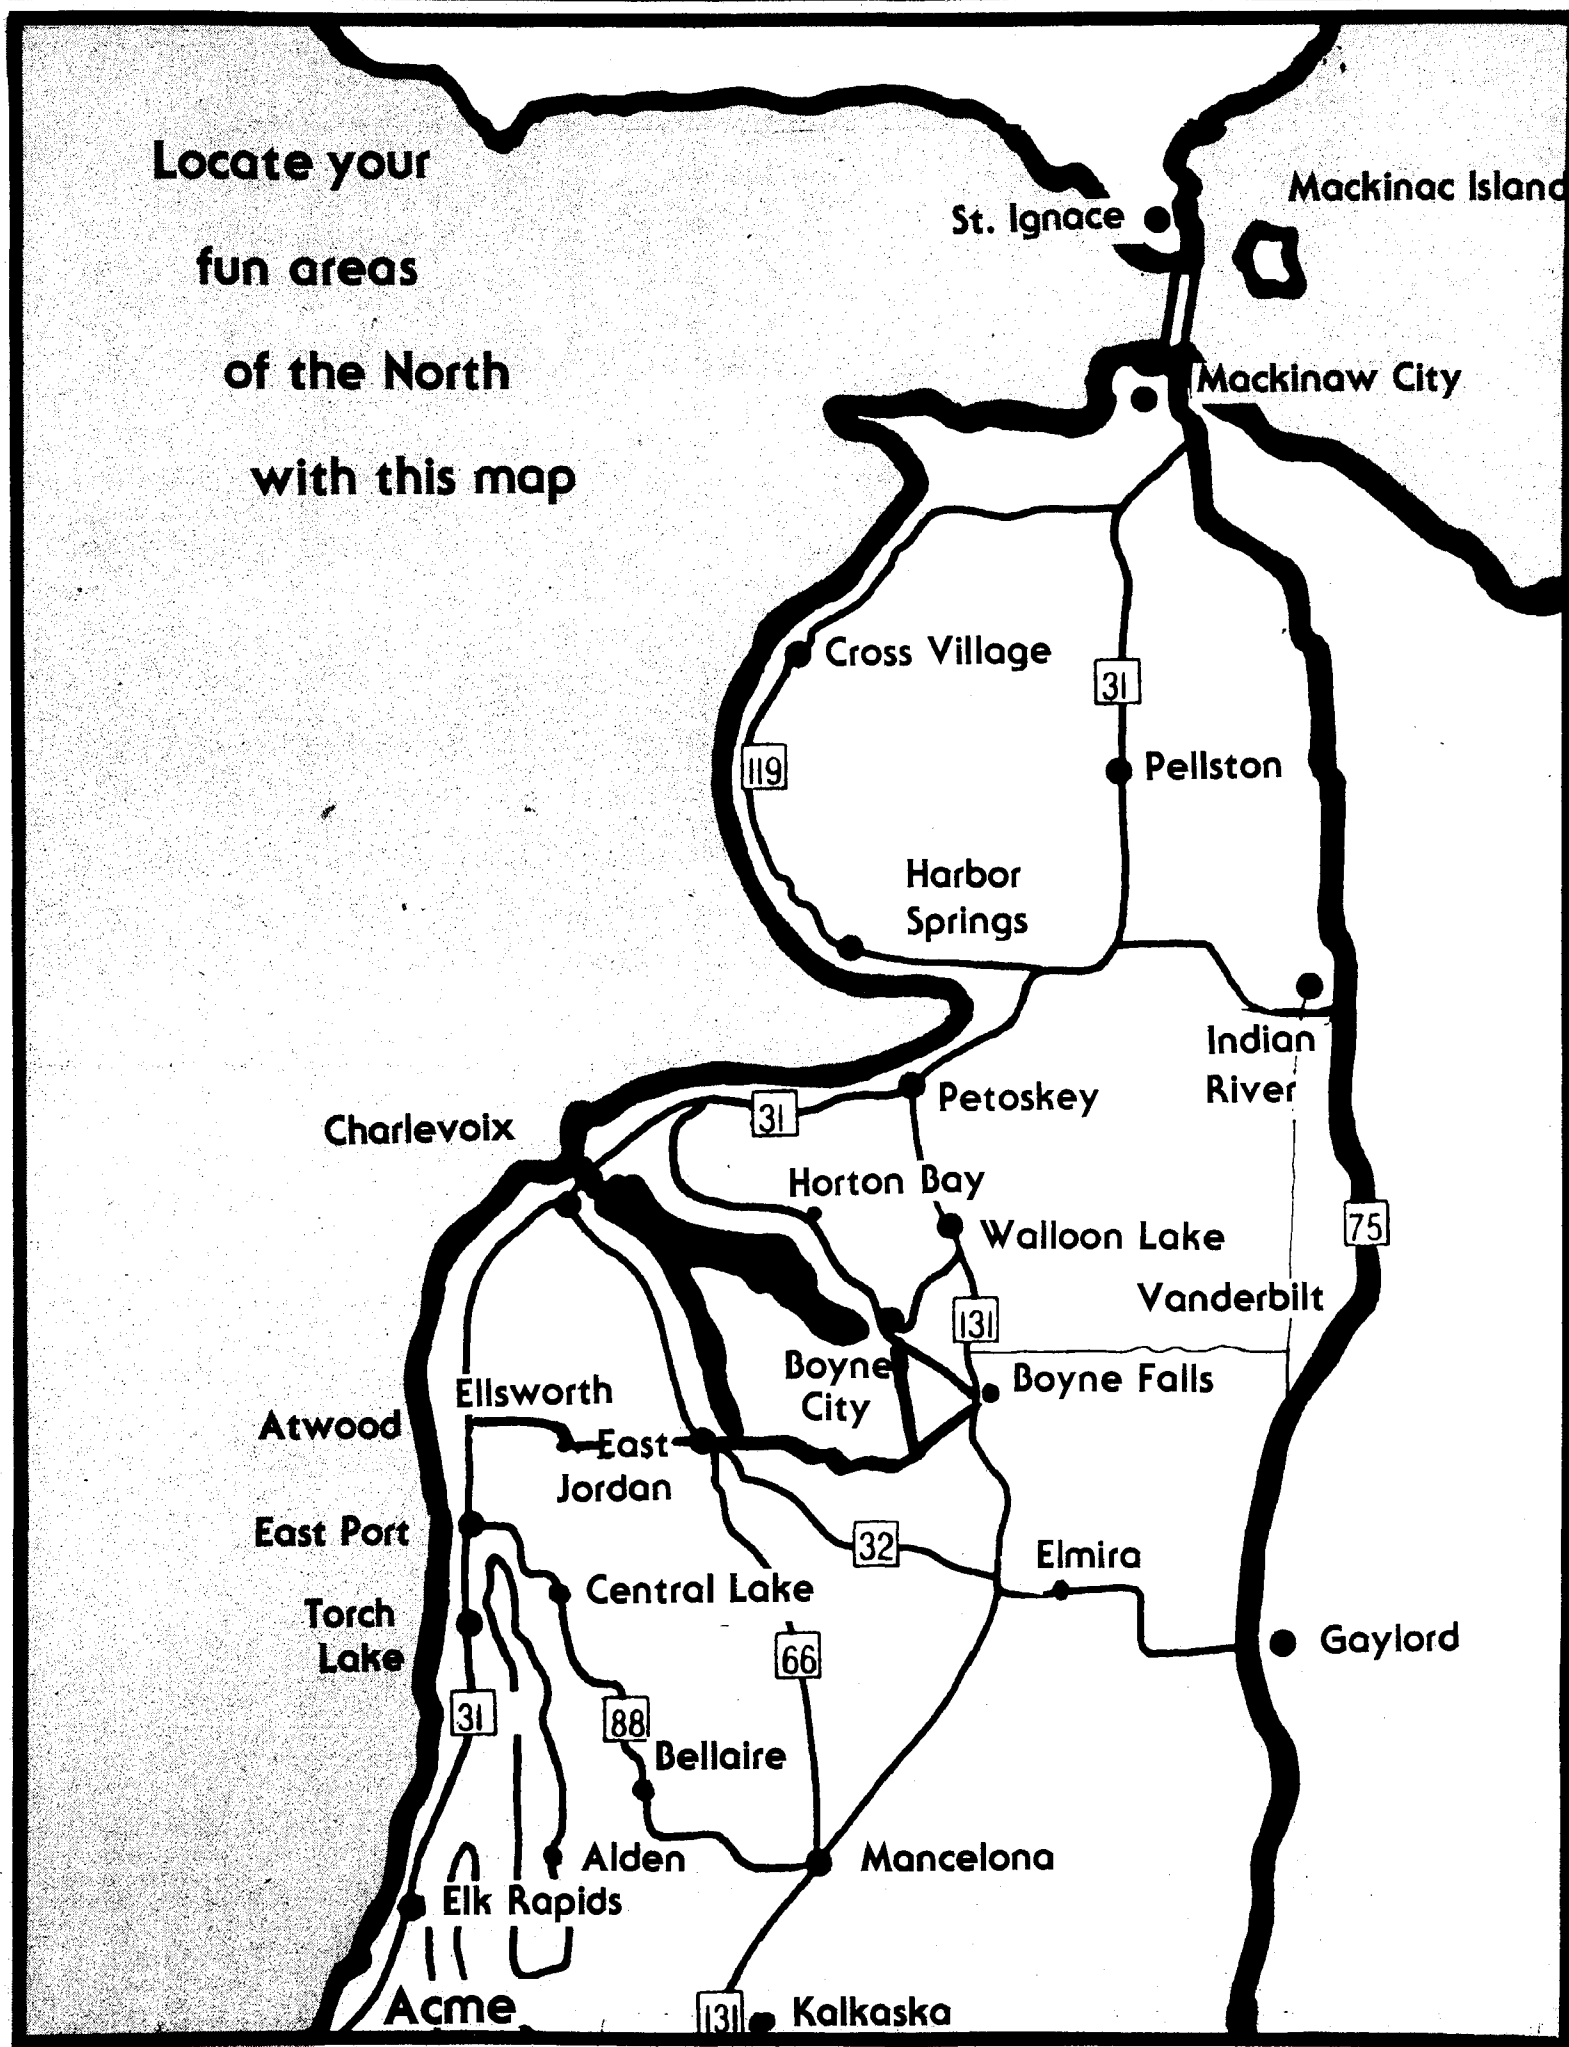 Locate your
fun areas
of the North
with this map
Mackinac Island
St. Ignace
Mackinaw City
Cross Village
31
119
Pellston
Harbor
Springs
Indian
River
Petoskey
31
Charlevoix
Horton Bay
Walloon Lake
75
Vanderbilt
131
Boyne
City
Boyne Falls
Ellsworth
Atwood
East
Jordan
East Port
32
Elmira
Central Lake
Torch
Lake
66
Gaylord
31
88
Bellaire
Alden
Mancelona
Elk Rapids
Acme
131
Kalkaska